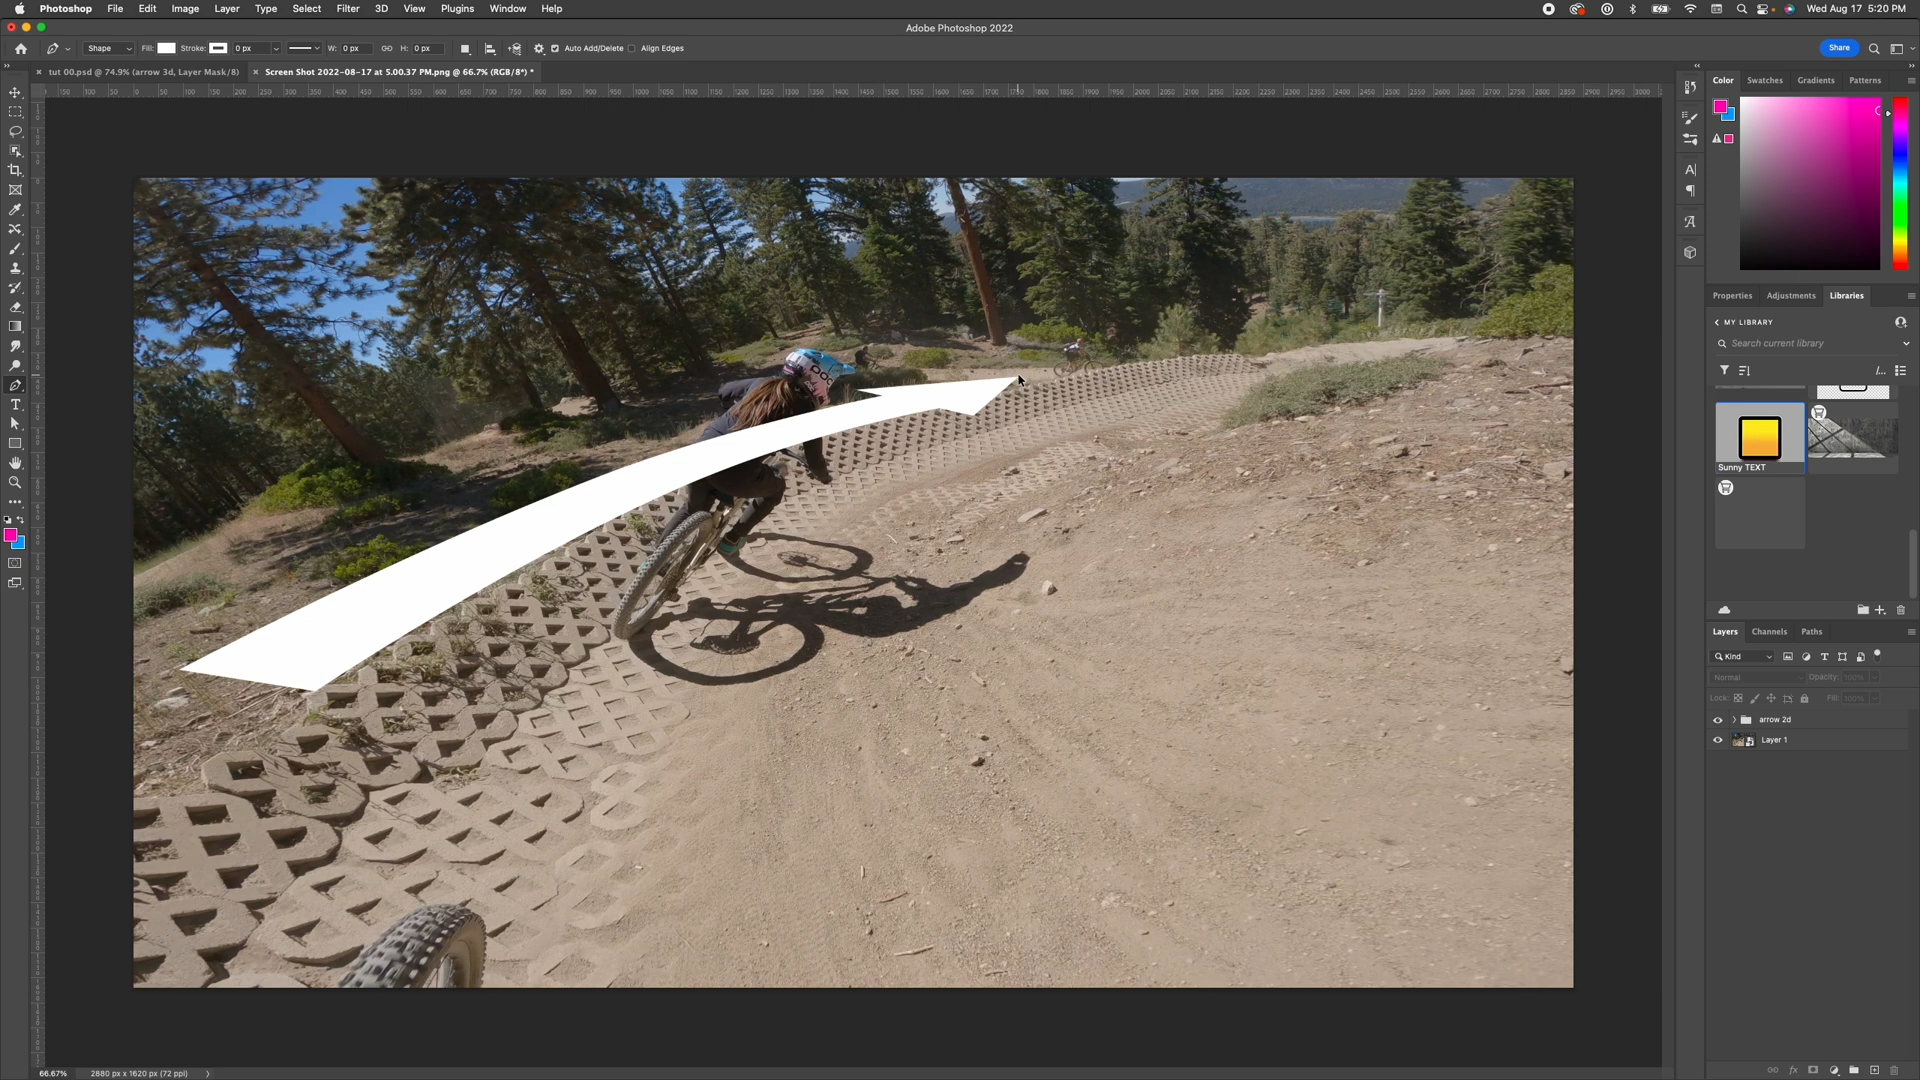 Photoshop File Edit Image Layer Type Select Filter 3D View Plugins Window Help Wed Aug 17 5:20 PM
Adobe Photoshop 2022
Shape Fill: Stroke: 0 px W: 0 px H: 0 px Auto Add/Delete Align Edges Share
tut 00.psd @ 74.9% (arrow 3d, Layer Mask/8) Screen Shot 2022-08-17 at 5.00.37 PM.png @ 66.7% (RGB/8*) *
Color Swatches Gradients Patterns
Properties Adjustments Libraries
MY LIBRARY
Search current library
Sunny TEXT
Layers Channels Paths
Kind
Normal Opacity: 100%
Lock: Fill: 100%
arrow 2d
Layer 1
66.67% 2880 px x 1620 px (72 ppi)